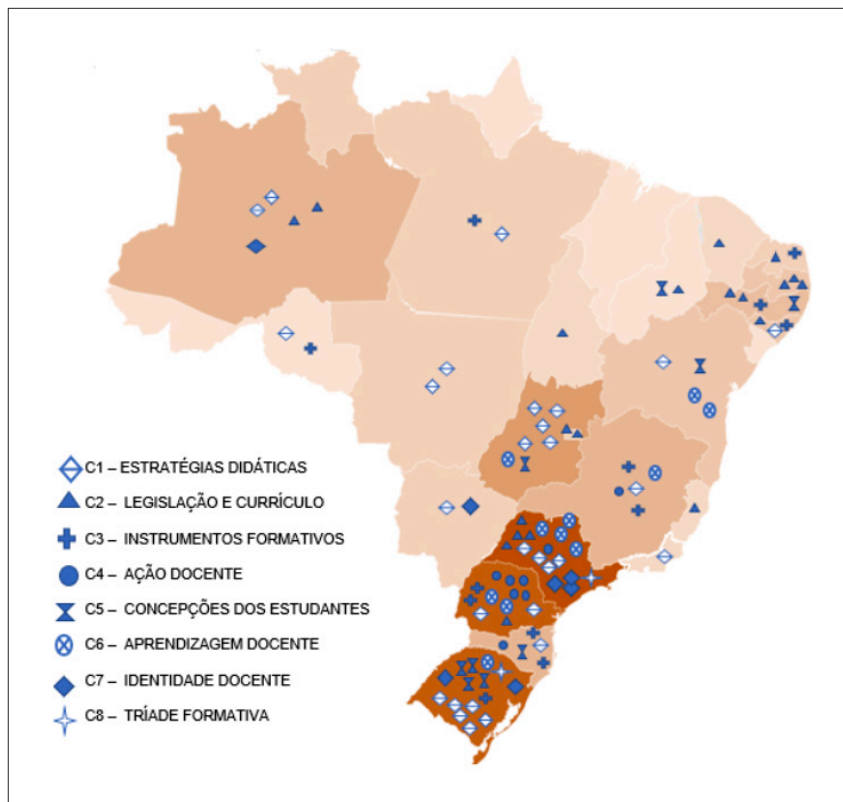 C1 – ESTRATÉGIAS DIDÁTICAS
C2 – LEGISLAÇÃO E CURRÍCULO
C3 – INSTRUMENTOS FORMATIVOS
C4 – AÇÃO DOCENTE
C5 – CONCEPÇÕES DOS ESTUDANTES
C6 – APRENDIZAGEM DOCENTE
C7 – IDENTIDADE DOCENTE
C8 – TRÍADE FORMATIVA